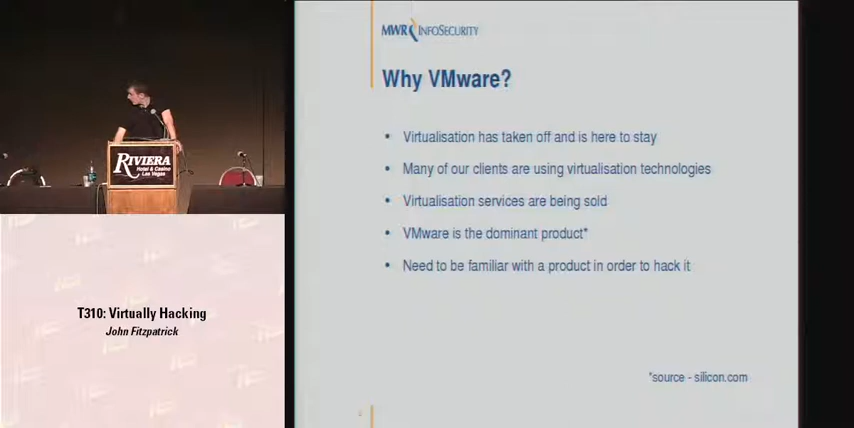 MWR INFOSECURITY
Why VMware?
• Virtualisation has taken off and is here to stay
• Many of our clients are using virtualisation technologies
• Virtualisation services are being sold
• VMware is the dominant product*
• Need to be familiar with a product in order to hack it
*source - silicon.com
RIVIERA
Hotel & Casino
Las Vegas
T310: Virtually Hacking
John Fitzpatrick